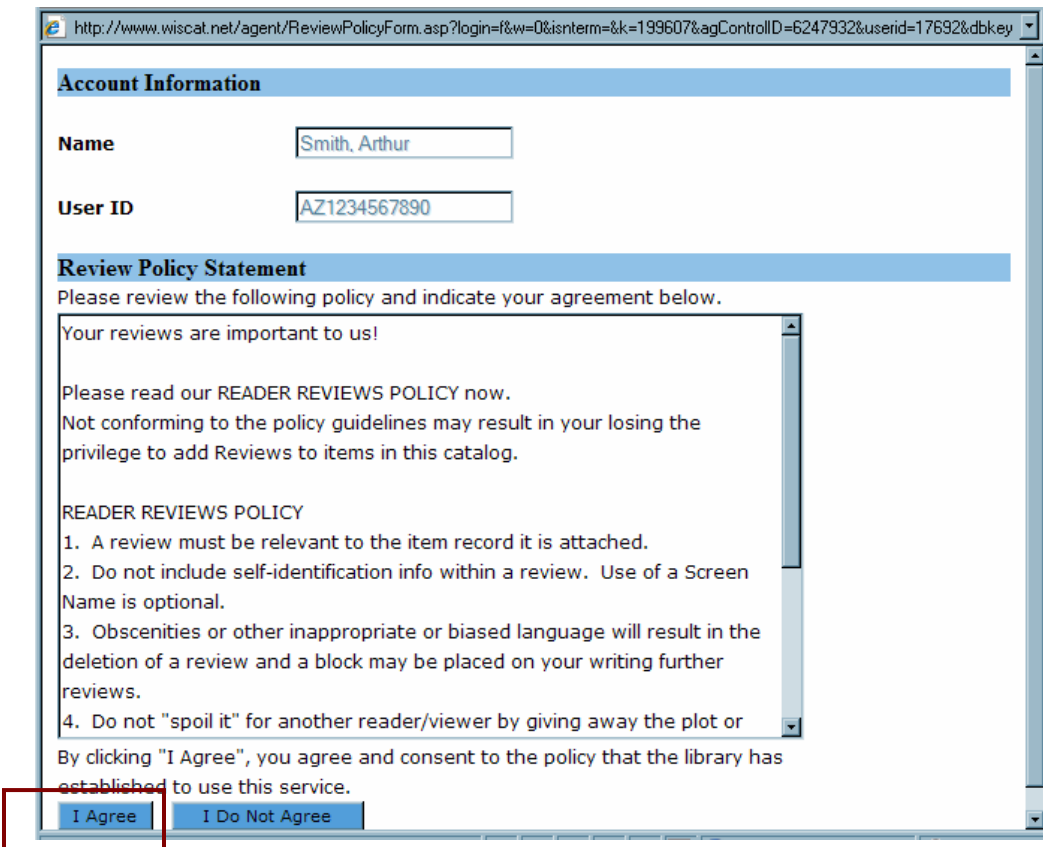 http://www.wiscat.net/agent/ReviewPolicyForm.asp?login=f&w=0&isnterm=&k=199607&agControlID=6247932&userid=17692&dbkey
Account Information
Name Smith, Arthur
User ID AZ1234567890
Review Policy Statement
Please review the following policy and indicate your agreement below.
Your reviews are important to us!
Please read our READER REVIEWS POLICY now.
Not conforming to the policy guidelines may result in your losing the
privilege to add Reviews to items in this catalog.
READER REVIEWS POLICY
1. A review must be relevant to the item record it is attached.
2. Do not include self-identification info within a review. Use of a Screen
Name is optional.
3. Obscenities or other inappropriate or biased language will result in the
deletion of a review and a block may be placed on your writing further
reviews.
4. Do not "spoil it" for another reader/viewer by giving away the plot or
By clicking "I Agree", you agree and consent to the policy that the library has
established to use this service.
I Agree I Do Not Agree